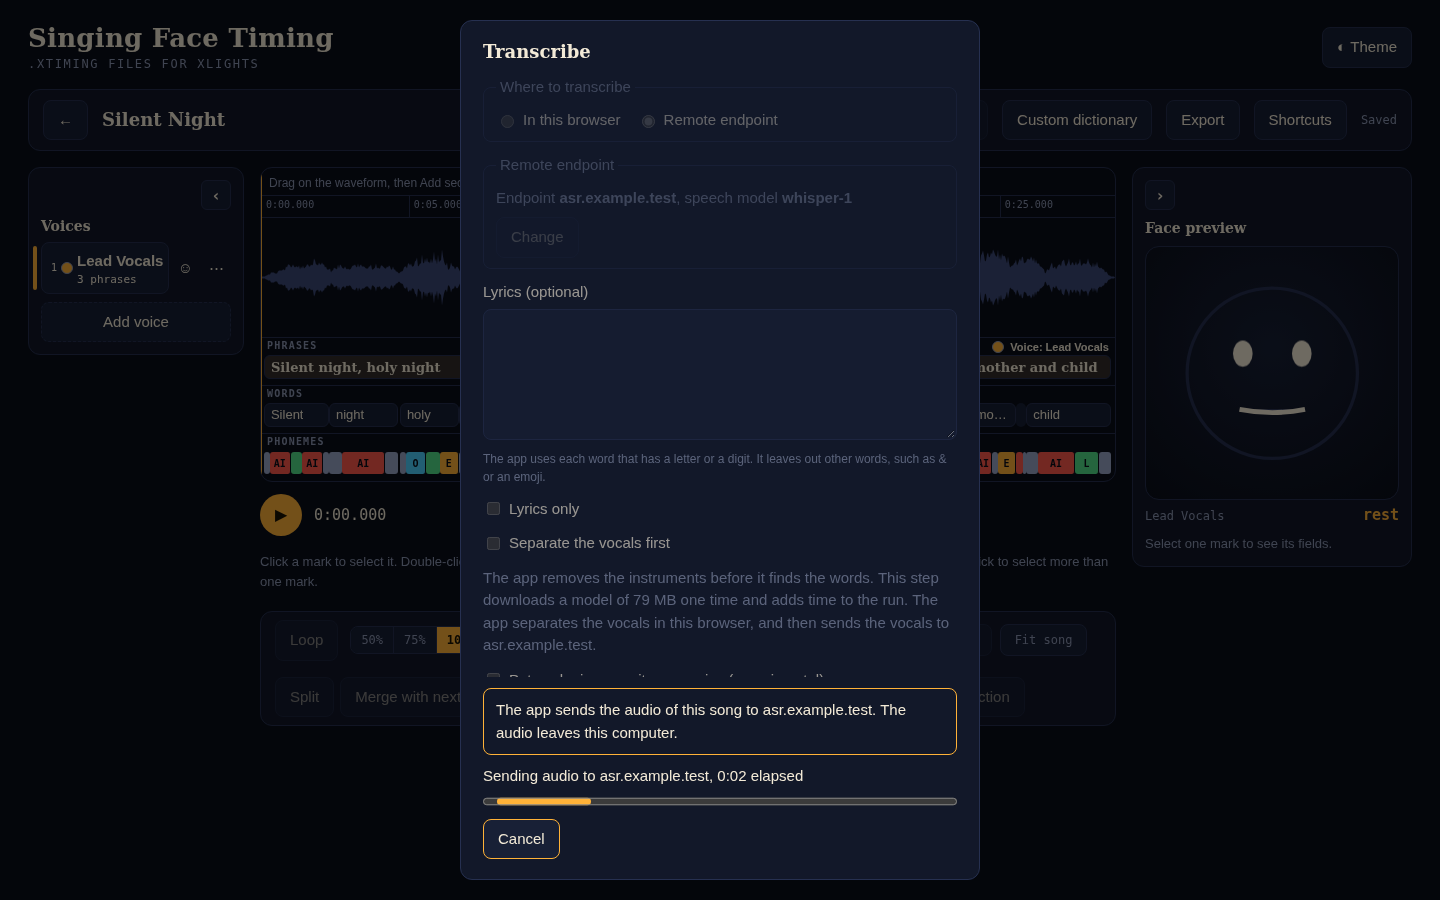 Singing Face Timing
.XTIMING FILES FOR XLIGHTS
Theme
← Silent Night
Custom dictionary
Export
Shortcuts
Saved
Voices
1 Lead Vocals
3 phrases
Add voice
Drag on the waveform, then Add sec
0:00.000
0:05.000
0:25.000
PHRASES
Voice: Lead Vocals
Silent night, holy night
mother and child
WORDS
Silent
night
holy
mo…
child
PHONEMES
AI
AI
AI
O
E
AI
E
AI
L
0:00.000
Click a mark to select it. Double-clic
ck to select more than
one mark.
Loop
50%
75%
10
Fit song
Split
Merge with next
ction
Face preview
Lead Vocals
rest
Select one mark to see its fields.
Transcribe
Where to transcribe
In this browser
Remote endpoint
Remote endpoint
Endpoint asr.example.test, speech model whisper-1
Change
Lyrics (optional)
The app uses each word that has a letter or a digit. It leaves out other words, such as &
or an emoji.
Lyrics only
Separate the vocals first
The app removes the instruments before it finds the words. This step
downloads a model of 79 MB one time and adds time to the run. The
app separates the vocals in this browser, and then sends the vocals to
asr.example.test.
The app sends the audio of this song to asr.example.test. The
audio leaves this computer.
Sending audio to asr.example.test, 0:02 elapsed
Cancel